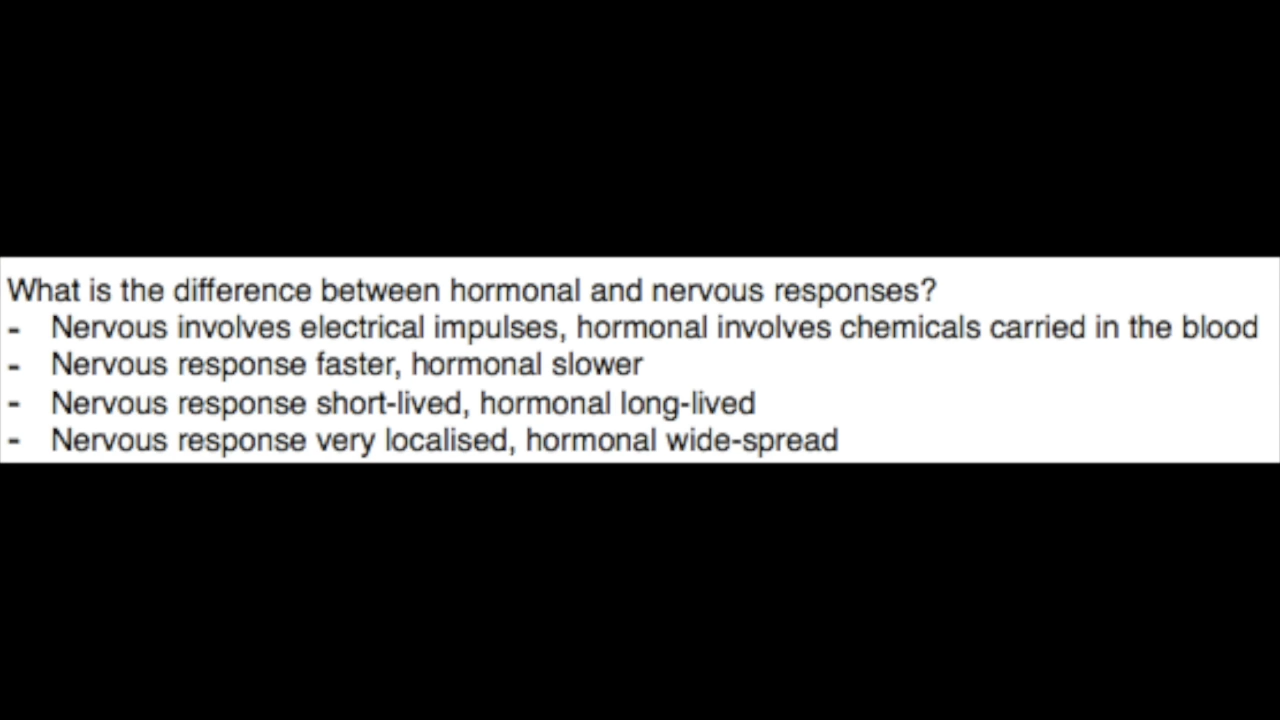 What is the difference between hormonal and nervous responses?
- Nervous involves electrical impulses, hormonal involves chemicals carried in the blood
- Nervous response faster, hormonal slower
- Nervous response short-lived, hormonal long-lived
- Nervous response very localised, hormonal wide-spread